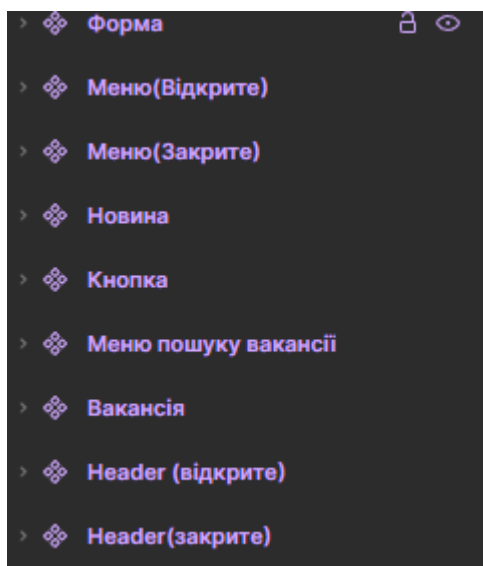 Форма
Меню(Відкрите)
Меню(Закрите)
Новина
Кнопка
Меню пошуку вакансії
Вакансія
Header (відкрите)
Header(закрите)